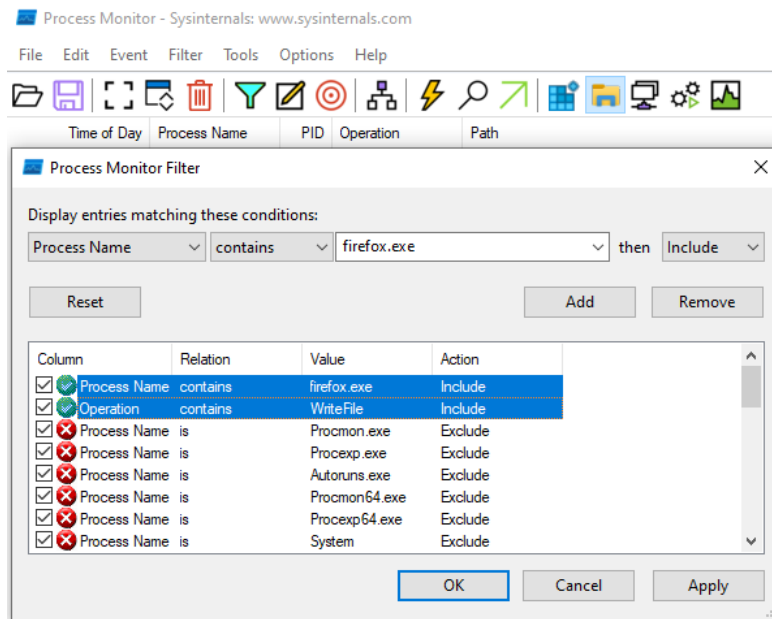 Process Monitor - Sysinternals: www.sysinternals.com
File Edit Event Filter Tools Options Help
Time of Day Process Name PID Operation Path
Process Monitor Filter
Display entries matching these conditions:
Process Name contains firefox.exe then Include
Reset Add Remove
Column Relation Value Action
Process Name contains firefox.exe Include
Operation contains WriteFile Include
Process Name is Procmon.exe Exclude
Process Name is Procexp.exe Exclude
Process Name is Autoruns.exe Exclude
Process Name is Procmon64.exe Exclude
Process Name is Procexp64.exe Exclude
Process Name is System Exclude
OK Cancel Apply